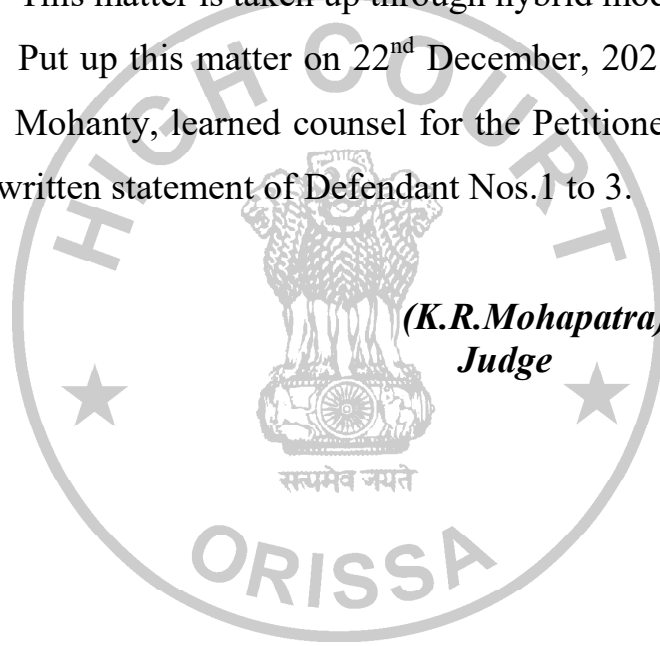 This matter is taken up through hybrid mod
Put up this matter on 22nd December, 202
Mohanty, learned counsel for the Petitione
written statement of Defendant Nos.1 to 3.
(K.R.Mohapatra)
Judge
HIGH COURT
सत्यमेव जयते
ORISSA